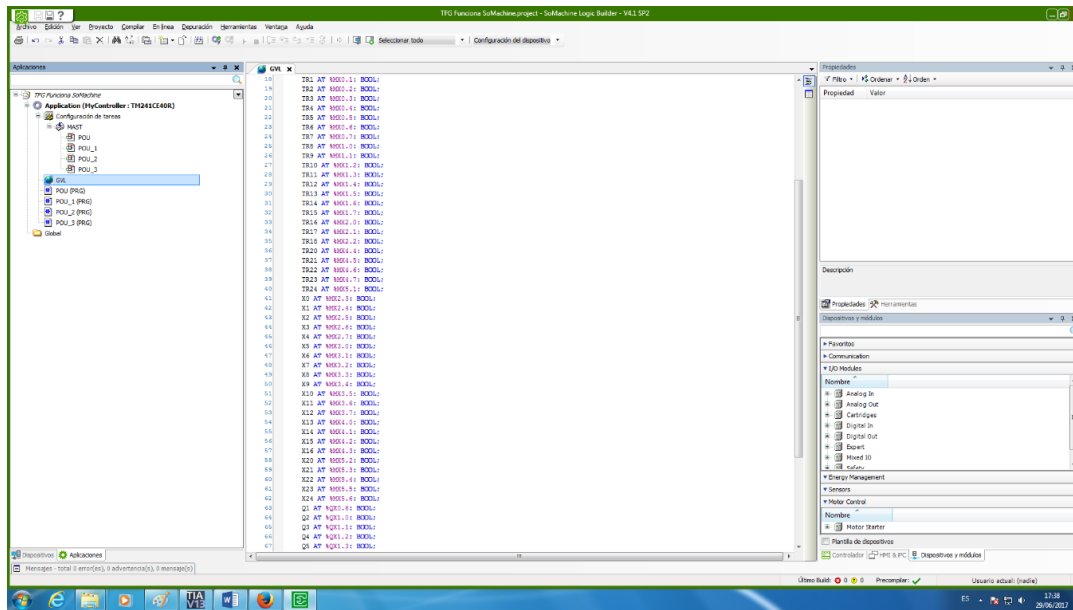 TFG Funciona SoMachine.project - SoMachine Logic Builder - V4.1 SP2
Archivo Edición Ver Proyecto Compilar En línea Depuración Herramientas Ventana Ayuda
Seleccionar todo Configuración del dispositivo
Aplicaciones
TFG Funciona SoMachine
Application (MyController : TM241CE40R)
Configuración de tareas
MAST
POU
POU_1
POU_2
POU_3
GVL
POU (PRG)
POU_1 (PRG)
POU_2 (PRG)
POU_3 (PRG)
Global
Dispositivos Aplicaciones
GVL
18 TR1 AT %MX0.1: BOOL;
19 TR2 AT %MX0.2: BOOL;
20 TR3 AT %MX0.3: BOOL;
21 TR4 AT %MX0.4: BOOL;
22 TR5 AT %MX0.5: BOOL;
23 TR6 AT %MX0.6: BOOL;
24 TR7 AT %MX0.7: BOOL;
25 TR8 AT %MX1.0: BOOL;
26 TR9 AT %MX1.1: BOOL;
27 TR10 AT %MX1.2: BOOL;
28 TR11 AT %MX1.3: BOOL;
29 TR12 AT %MX1.4: BOOL;
30 TR13 AT %MX1.5: BOOL;
31 TR14 AT %MX1.6: BOOL;
32 TR15 AT %MX1.7: BOOL;
33 TR16 AT %MX2.0: BOOL;
34 TR17 AT %MX2.1: BOOL;
35 TR18 AT %MX2.2: BOOL;
36 TR20 AT %MX4.4: BOOL;
37 TR21 AT %MX4.5: BOOL;
38 TR22 AT %MX4.6: BOOL;
39 TR23 AT %MX4.7: BOOL;
40 TR24 AT %MX5.1: BOOL;
41 X0 AT %MX2.3: BOOL;
42 X1 AT %MX2.4: BOOL;
43 X2 AT %MX2.5: BOOL;
44 X3 AT %MX2.6: BOOL;
45 X4 AT %MX2.7: BOOL;
46 X5 AT %MX3.0: BOOL;
47 X6 AT %MX3.1: BOOL;
48 X7 AT %MX3.2: BOOL;
49 X8 AT %MX3.3: BOOL;
50 X9 AT %MX3.4: BOOL;
51 X10 AT %MX3.5: BOOL;
52 X11 AT %MX3.6: BOOL;
53 X12 AT %MX3.7: BOOL;
54 X13 AT %MX4.0: BOOL;
55 X14 AT %MX4.1: BOOL;
56 X15 AT %MX4.2: BOOL;
57 X16 AT %MX4.3: BOOL;
58 X20 AT %MX5.2: BOOL;
59 X21 AT %MX5.3: BOOL;
60 X22 AT %MX5.4: BOOL;
61 X23 AT %MX5.5: BOOL;
62 X24 AT %MX5.6: BOOL;
63 Q1 AT %QX0.6: BOOL;
64 Q2 AT %QX1.0: BOOL;
65 Q3 AT %QX1.1: BOOL;
66 Q4 AT %QX1.2: BOOL;
67 Q5 AT %QX1.3: BOOL;
Propiedades
Filtro Ordenar Orden
Propiedad Valor
Descripción
Propiedades Herramientas
Dispositivos y módulos
Favoritos
Communication
I/O Modules
Nombre
Analog In
Analog Out
Cartridges
Digital In
Digital Out
Expert
Mixed IO
Safety
Energy Management
Sensors
Motor Control
Nombre
Motor Starter
Plantilla de dispositivos
Controlador HMI & iPC Dispositivos y módulos
Mensajes - total 0 error(es), 0 advertencia(s), 0 mensaje(s)
Último Build: 0 0 Precompilar: Usuario actual: (nadie)
TIA V13
ES 17:38
29/06/2017